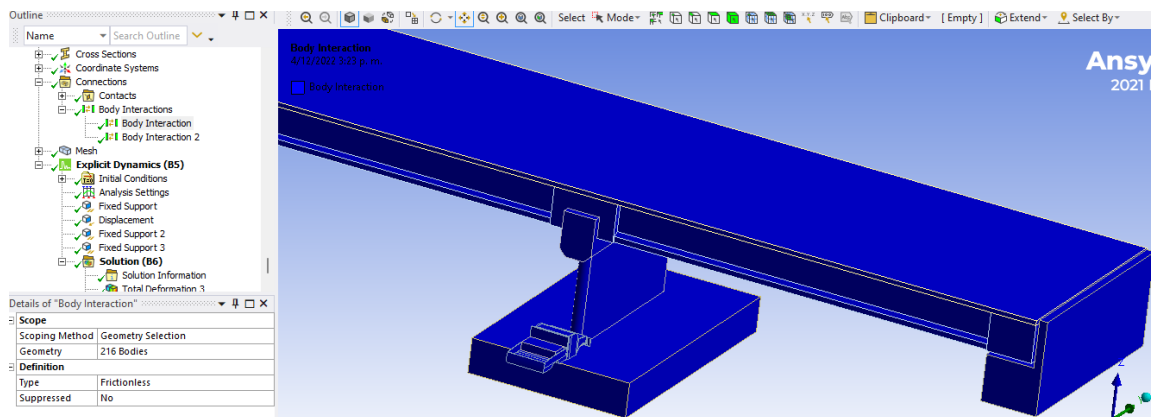 Outline
Name
Search Outline
Cross Sections
Coordinate Systems
Connections
Contacts
Body Interactions
Body Interaction
Body Interaction 2
Mesh
Explicit Dynamics (B5)
Initial Conditions
Analysis Settings
Fixed Support
Displacement
Fixed Support 2
Fixed Support 3
Solution (B6)
Solution Information
Total Deformation 3
Details of "Body Interaction"
Scope
Scoping Method Geometry Selection
Geometry 216 Bodies
Definition
Type Frictionless
Suppressed No
Select Mode Clipboard [ Empty ] Extend Select By
Body Interaction
Body Interaction
Ansy
2021
Z